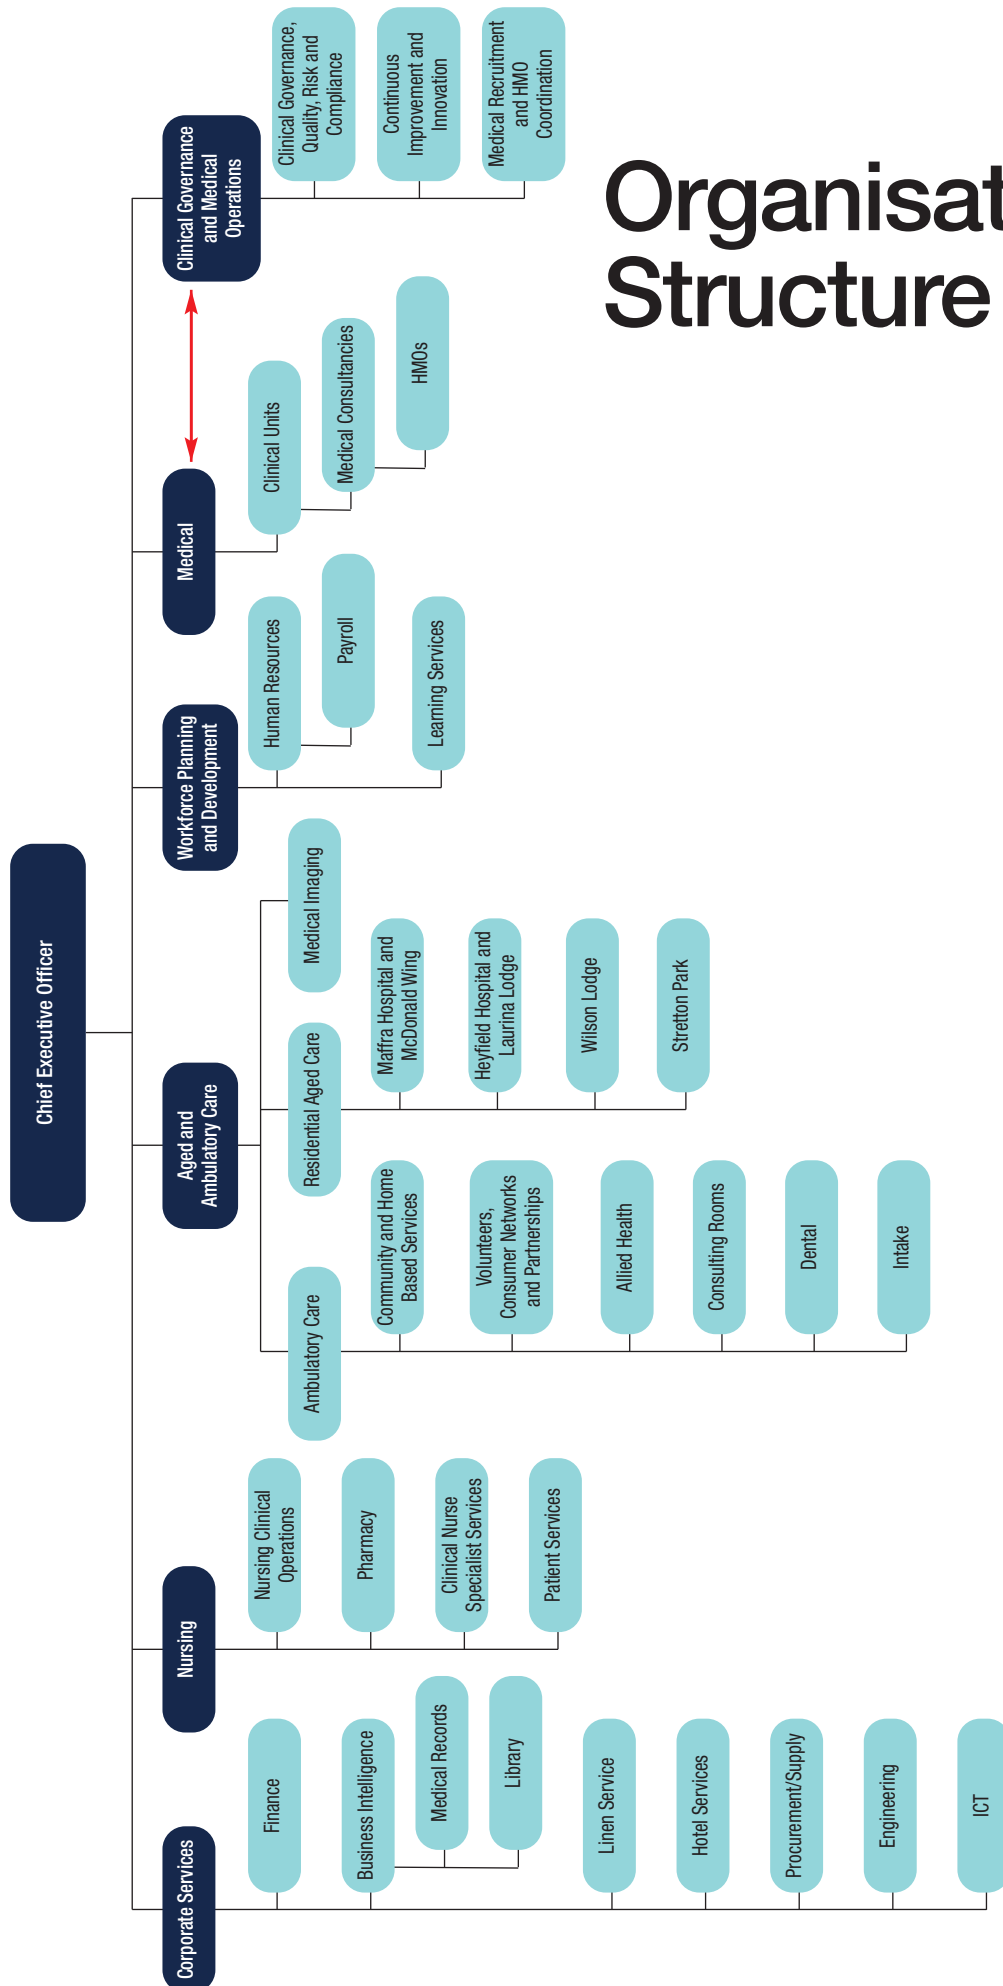 Organisat
Structure
Chief Executive Officer
Corporate Services
Finance
Business Intelligence
Medical Records
Library
Linen Service
Hotel Services
Procurement/Supply
Engineering
ICT
Nursing
Nursing Clinical
Operations
Pharmacy
Clinical Nurse
Specialist Services
Patient Services
Aged and
Ambulatory Care
Ambulatory Care
Community and Home
Based Services
Volunteers,
Consumer Networks
and Partnerships
Allied Health
Consulting Rooms
Dental
Intake
Residential Aged Care
Maffra Hospital and
McDonald Wing
Heyfield Hospital and
Laurina Lodge
Wilson Lodge
Stretton Park
Medical Imaging
Workforce Planning
and Development
Human Resources
Payroll
Learning Services
Medical
Clinical Units
Medical Consultancies
HMOs
Clinical Governance
and Medical
Operations
Clinical Governance,
Quality, Risk and
Compliance
Continuous
Improvement and
Innovation
Medical Recruitment
and HMO
Coordination